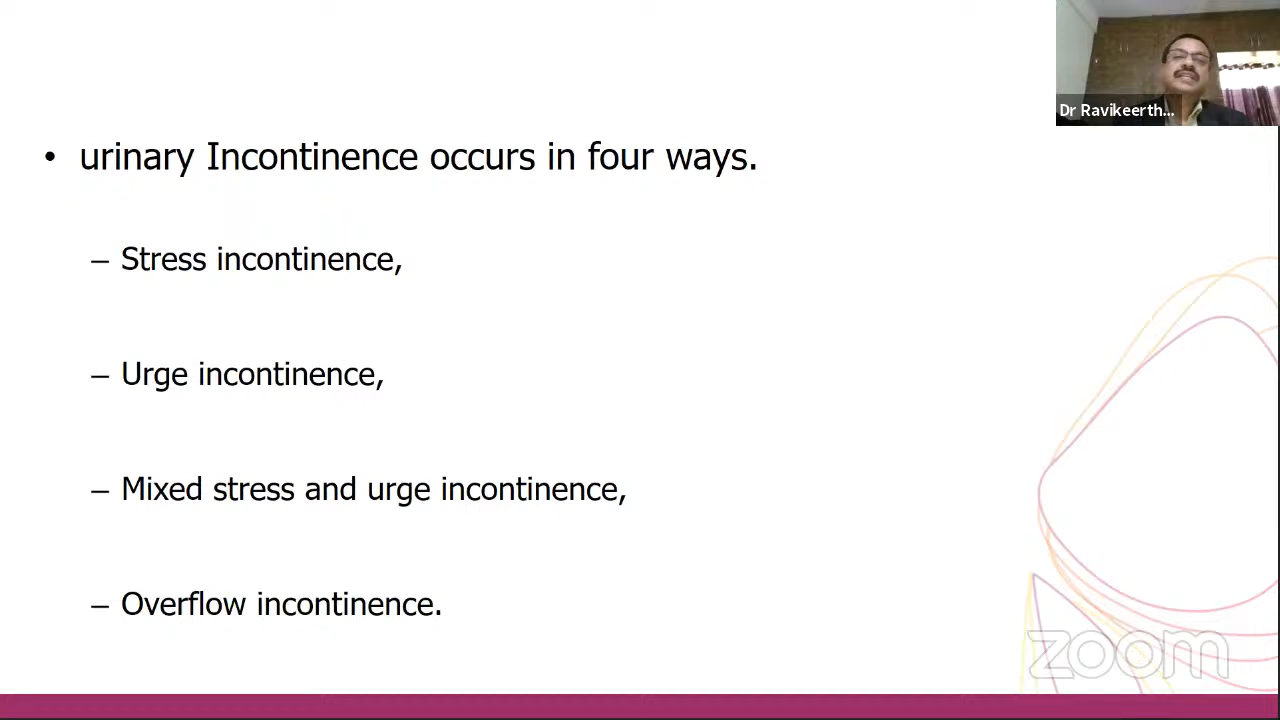 Dr Ravikeerth...
• urinary Incontinence occurs in four ways.
– Stress incontinence,
– Urge incontinence,
– Mixed stress and urge incontinence,
– Overflow incontinence.
zoom